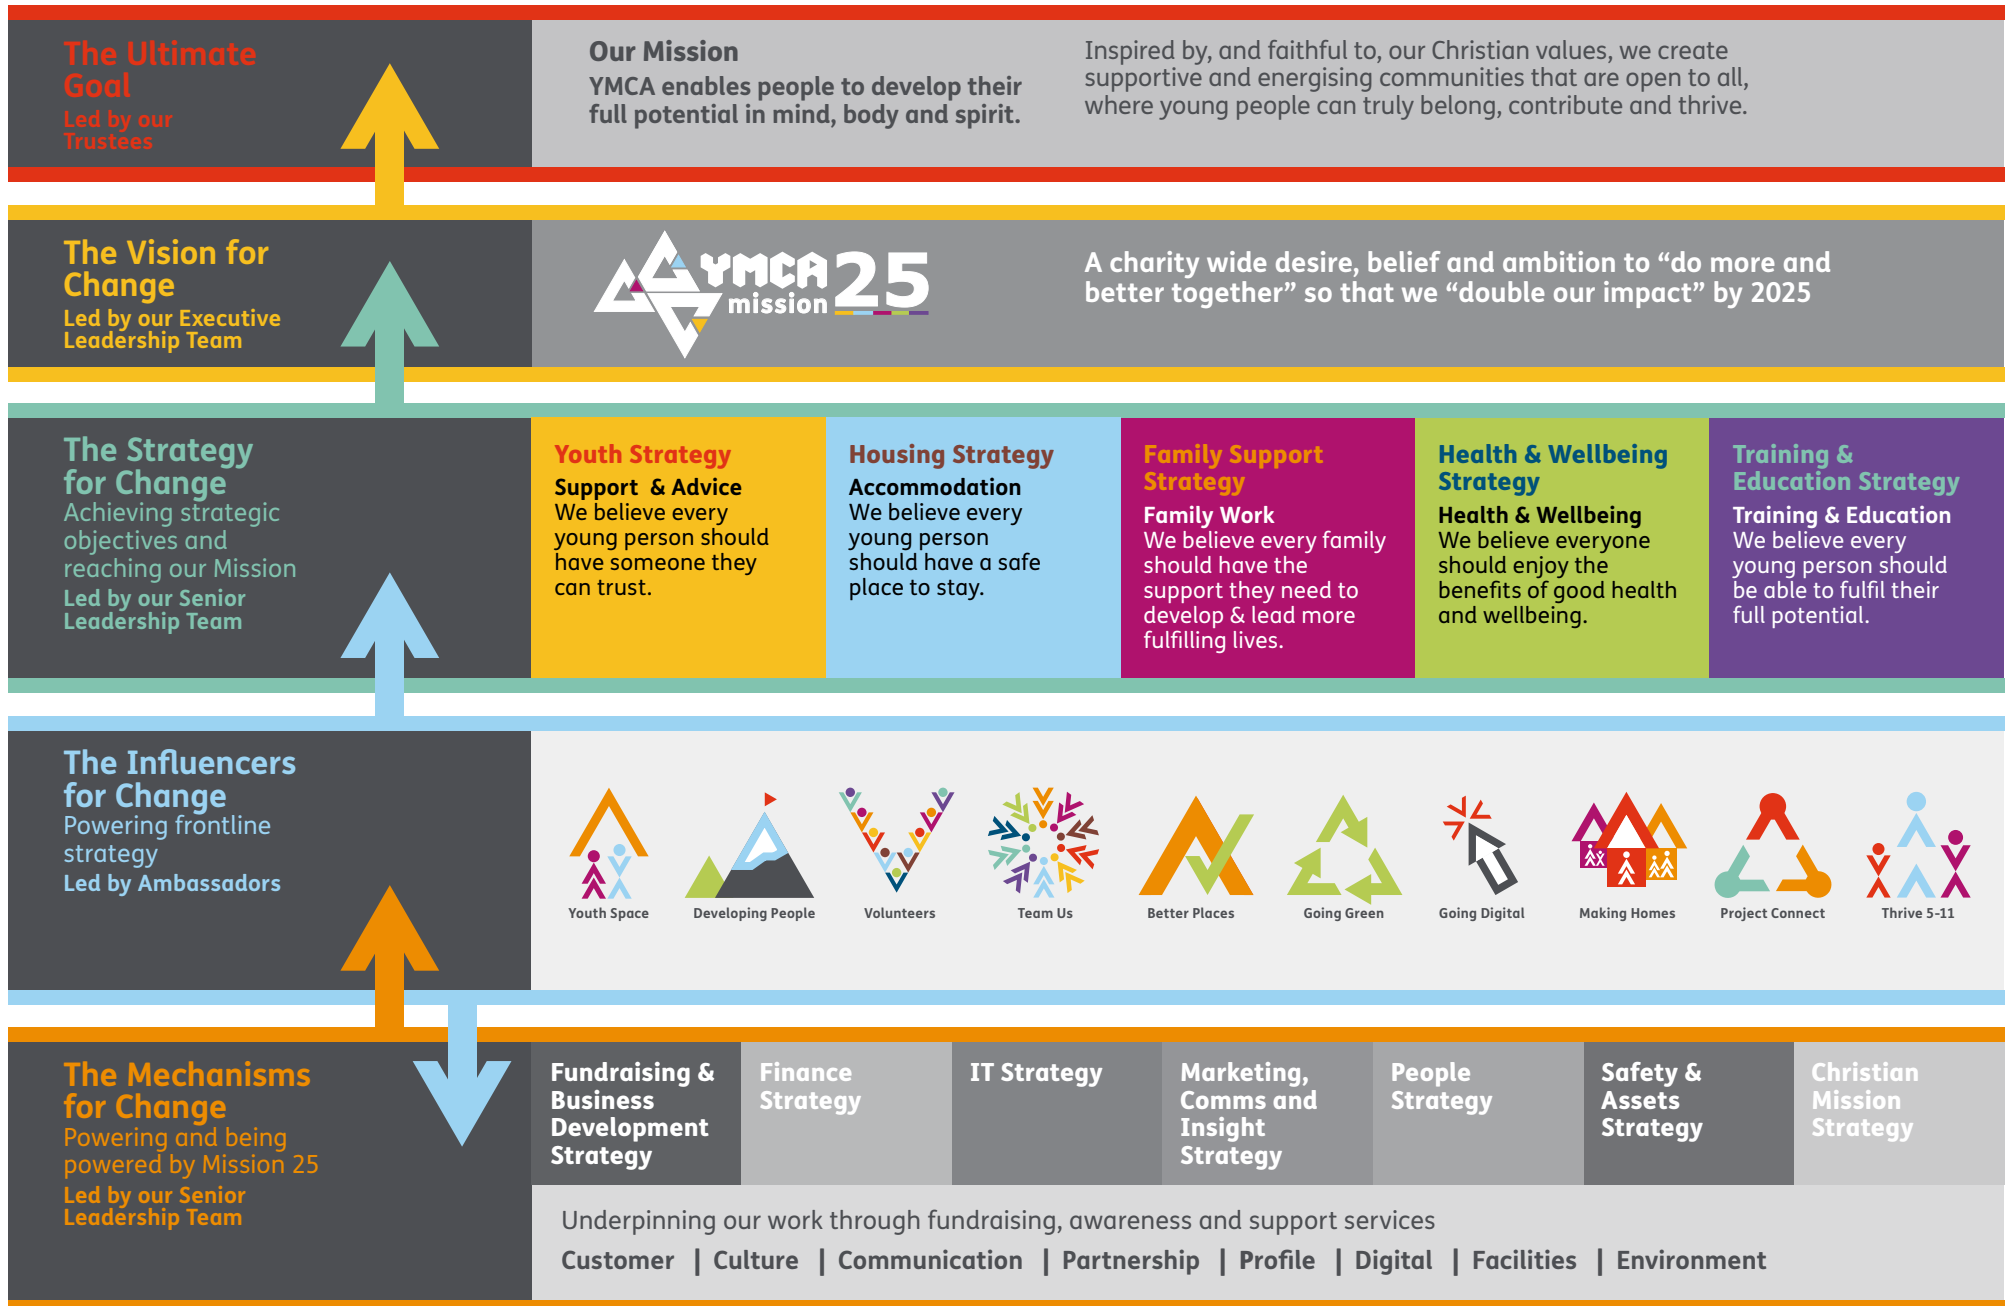 The Ultimate
Goal
Led by our
Trustees
Our Mission
YMCA enables people to develop their
full potential in mind, body and spirit.
Inspired by, and faithful to, our Christian values, we create
supportive and energising communities that are open to all,
where young people can truly belong, contribute and thrive.
The Vision for
Change
Led by our Executive
Leadership Team
YMCA 25
mission
A charity wide desire, belief and ambition to “do more and
better together” so that we “double our impact” by 2025
The Strategy
for Change
Achieving strategic
objectives and
reaching our Mission
Led by our Senior
Leadership Team
Youth Strategy
Support & Advice
We believe every
young person should
have someone they
can trust.
Housing Strategy
Accommodation
We believe every
young person
should have a safe
place to stay.
Family Support
Strategy
Family Work
We believe every family
should have the
support they need to
develop & lead more
fulfilling lives.
Health & Wellbeing
Strategy
Health & Wellbeing
We believe everyone
should enjoy the
benefits of good health
and wellbeing.
Training &
Education Strategy
Training & Education
We believe every
young person should
be able to fulfil their
full potential.
The Influencers
for Change
Powering frontline
strategy
Led by Ambassadors
Youth Space
Developing People
Volunteers
Team Us
Better Places
Going Green
Going Digital
Making Homes
Project Connect
Thrive 5-11
The Mechanisms
for Change
Powering and being
powered by Mission 25
Led by our Senior
Leadership Team
Fundraising &
Business
Development
Strategy
Finance
Strategy
IT Strategy
Marketing,
Comms and
Insight
Strategy
People
Strategy
Safety &
Assets
Strategy
Christian
Mission
Strategy
Underpinning our work through fundraising, awareness and support services
Customer | Culture | Communication | Partnership | Profile | Digital | Facilities | Environment